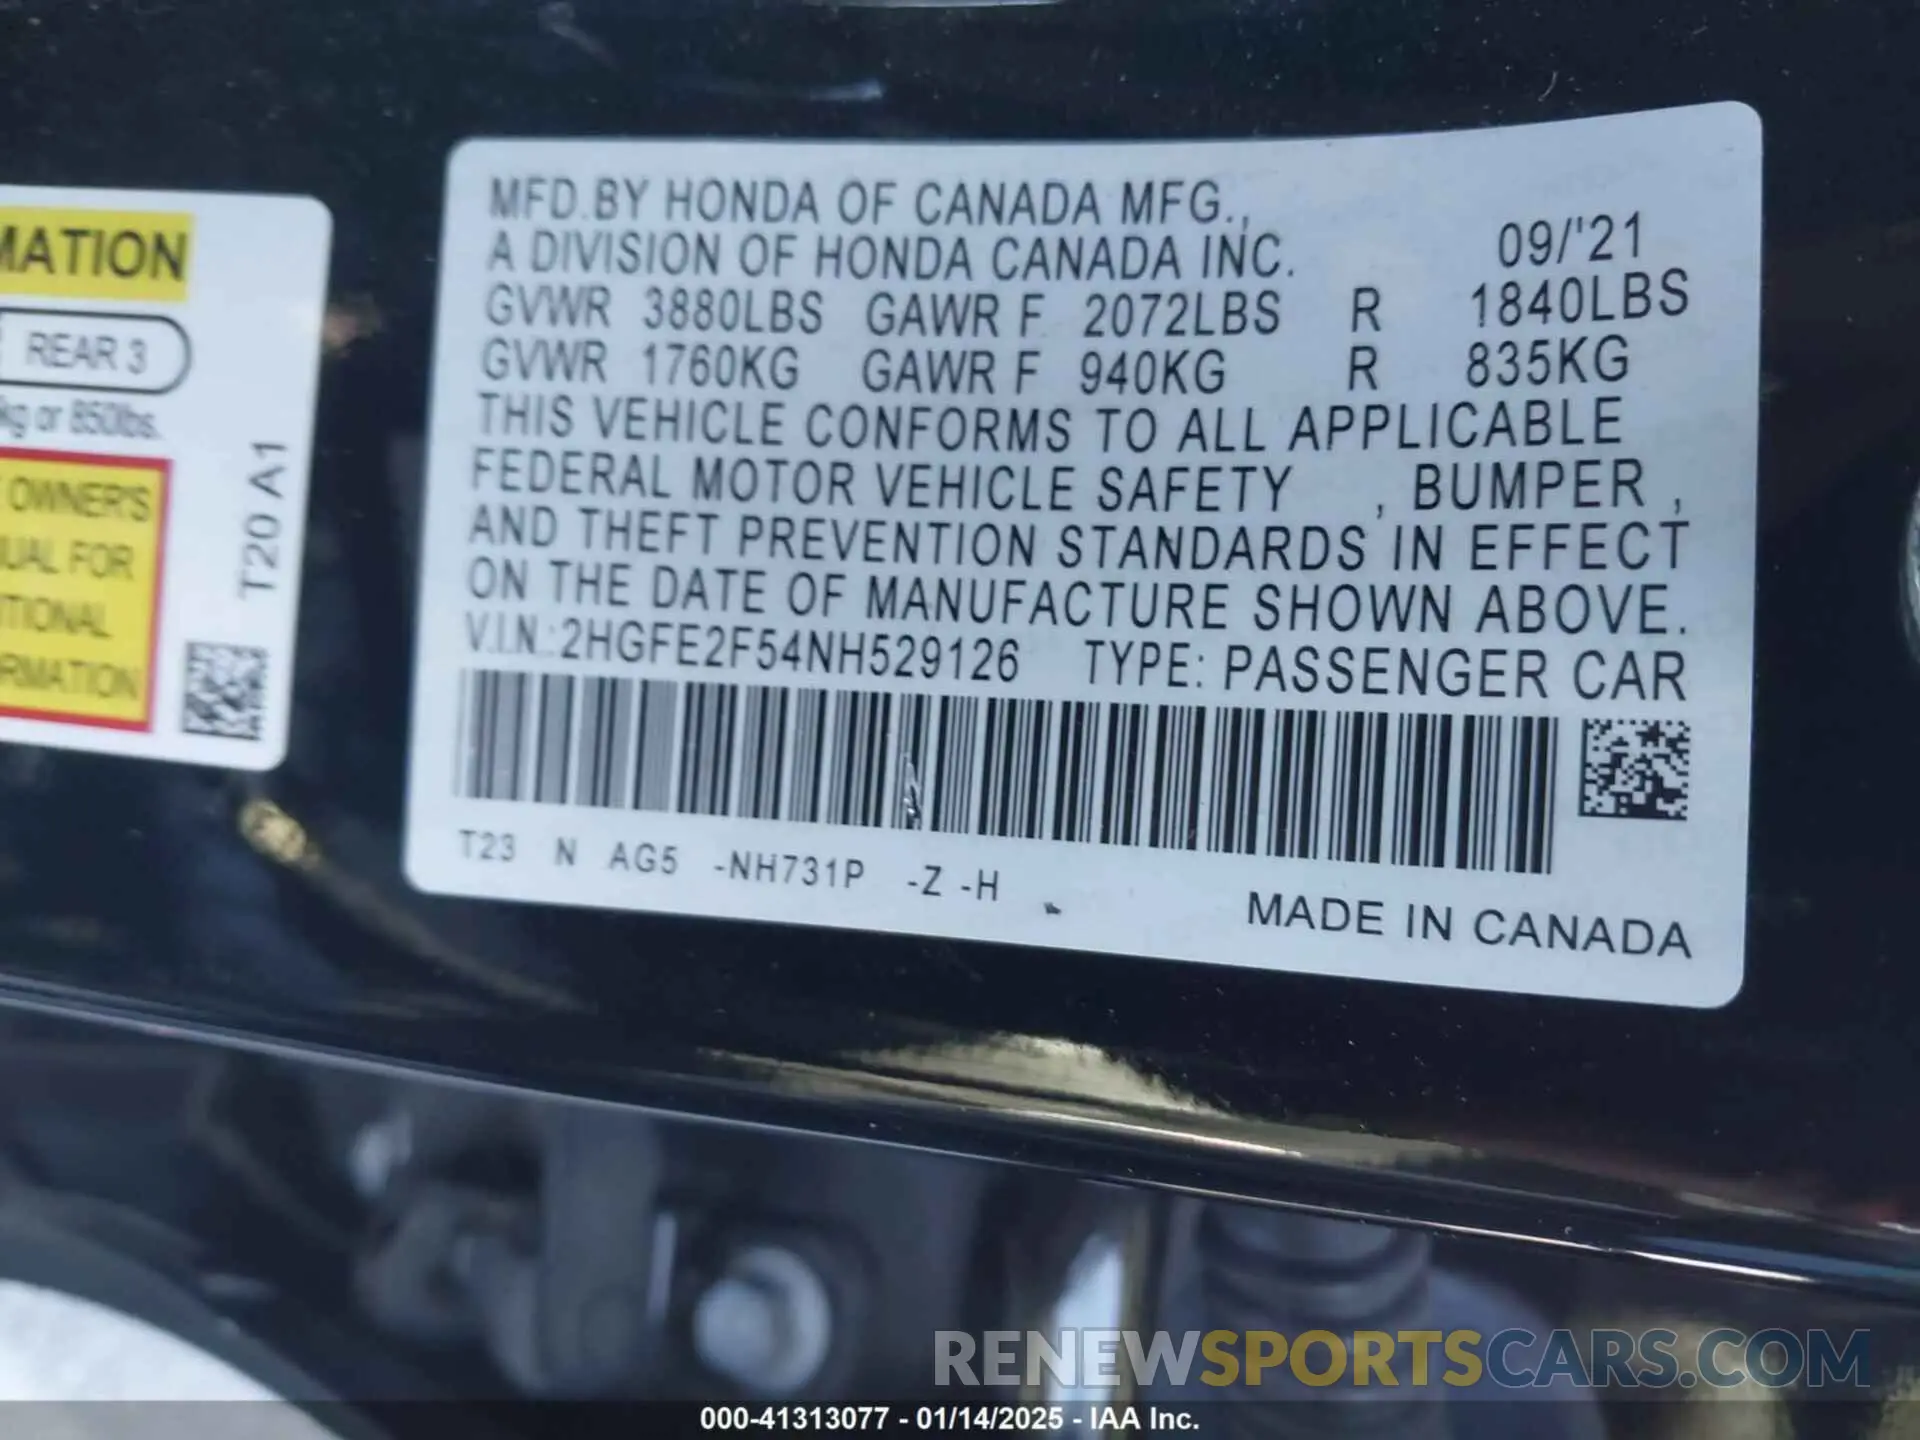 MATION
REAR 3
kg or 850lbs.
OWNER'S
UAL FOR
ITIONAL
RMATION
T20 A1
MFD.BY HONDA OF CANADA MFG.,
A DIVISION OF HONDA CANADA INC. 09/'21
GVWR 3880LBS GAWR F 2072LBS R 1840LBS
GVWR 1760KG GAWR F 940KG R 835KG
THIS VEHICLE CONFORMS TO ALL APPLICABLE
FEDERAL MOTOR VEHICLE SAFETY , BUMPER ,
AND THEFT PREVENTION STANDARDS IN EFFECT
ON THE DATE OF MANUFACTURE SHOWN ABOVE.
V.I.N.:2HGFE2F54NH529126 TYPE: PASSENGER CAR
T23 N AG5 -NH731P -Z -H
MADE IN CANADA
RENEWSPORTSCARS.COM
000-41313077 - 01/14/2025 - IAA Inc.